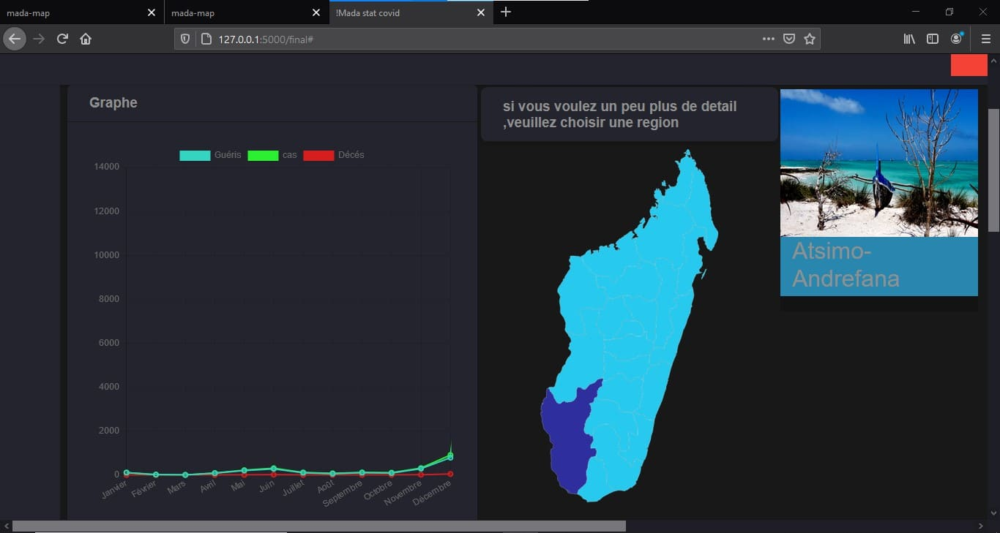 mada-map
mada-map
!Mada stat covid
127.0.0.1:5000/final#
Graphe
Guéris cas Décés
14000
12000
10000
8000
6000
4000
2000
0
Janvier Février Mars Avril Mai Juin Juillet Août Septembre Octobre Novembre Décembre
si vous voulez un peu plus de detail
,veuillez choisir une region
Atsimo-
Andrefana